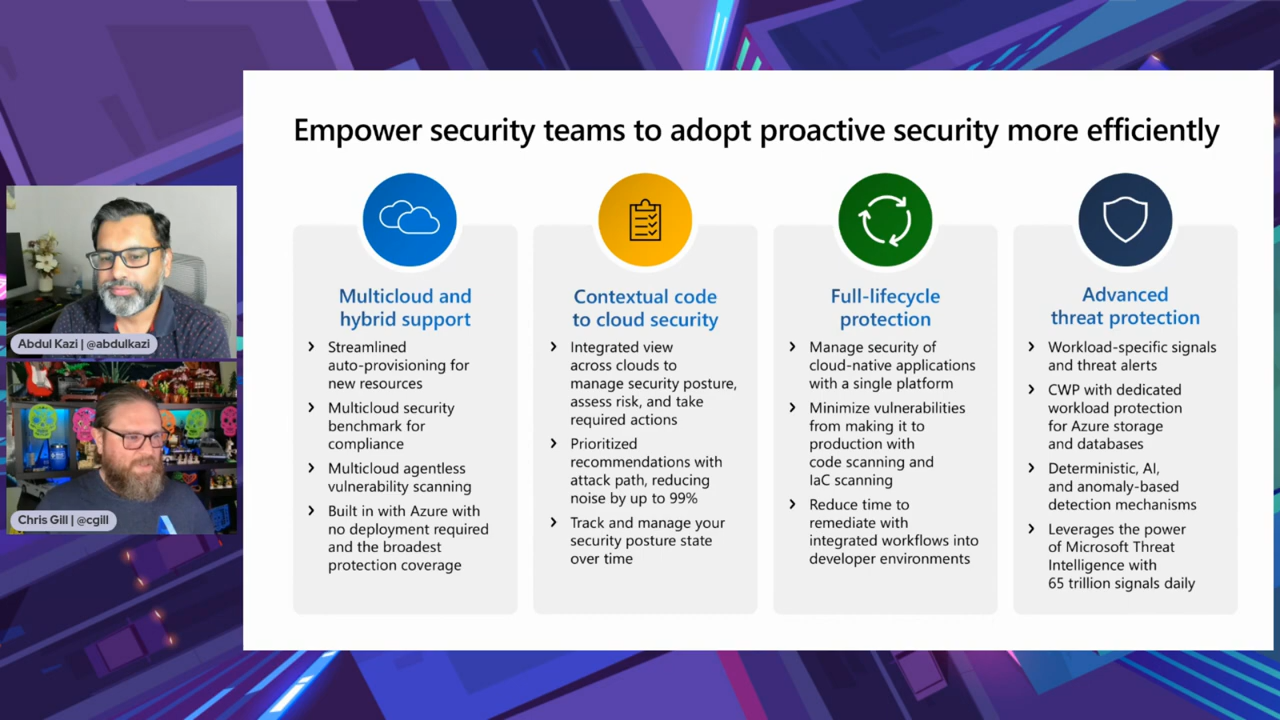 Empower security teams to adopt proactive security more efficiently
Multicloud and
hybrid support
› Streamlined
auto-provisioning for
new resources
› Multicloud security
benchmark for
compliance
› Multicloud agentless
vulnerability scanning
› Built in with Azure with
no deployment required
and the broadest
protection coverage
Contextual code
to cloud security
› Integrated view
across clouds to
manage security posture,
assess risk, and take
required actions
› Prioritized
recommendations with
attack path, reducing
noise by up to 99%
› Track and manage your
security posture state
over time
Full-lifecycle
protection
› Manage security of
cloud-native applications
with a single platform
› Minimize vulnerabilities
from making it to
production with
code scanning and
IaC scanning
› Reduce time to
remediate with
integrated workflows into
developer environments
Advanced
threat protection
› Workload-specific signals
and threat alerts
› CWP with dedicated
workload protection
for Azure storage
and databases
› Deterministic, AI,
and anomaly-based
detection mechanisms
› Leverages the power
of Microsoft Threat
Intelligence with
65 trillion signals daily
Abdul Kazi | @abdulkazi
Chris Gill | @cgill